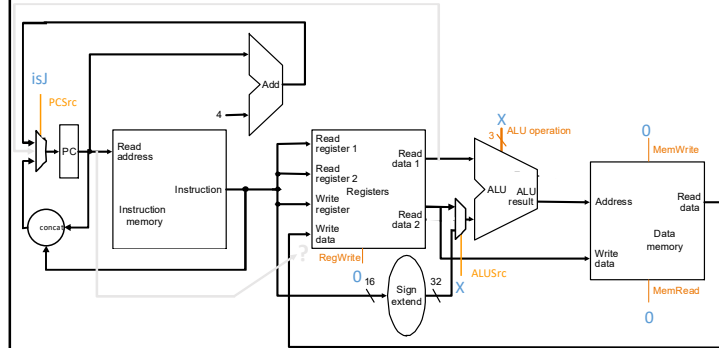 isJ
PCSrc
PC
Read
address
Instruction
Instruction
memory
concat
4
Add
Read
register 1
Read
register 2
Write
register
Write
data
Registers
Read
data 1
Read
data 2
RegWrite
0
?
16
Sign
extend
32
X
3
ALU operation
ALU
ALU
result
ALUSrc
X
0
MemWrite
Address
Read
data
Data
memory
Write
data
MemRead
0